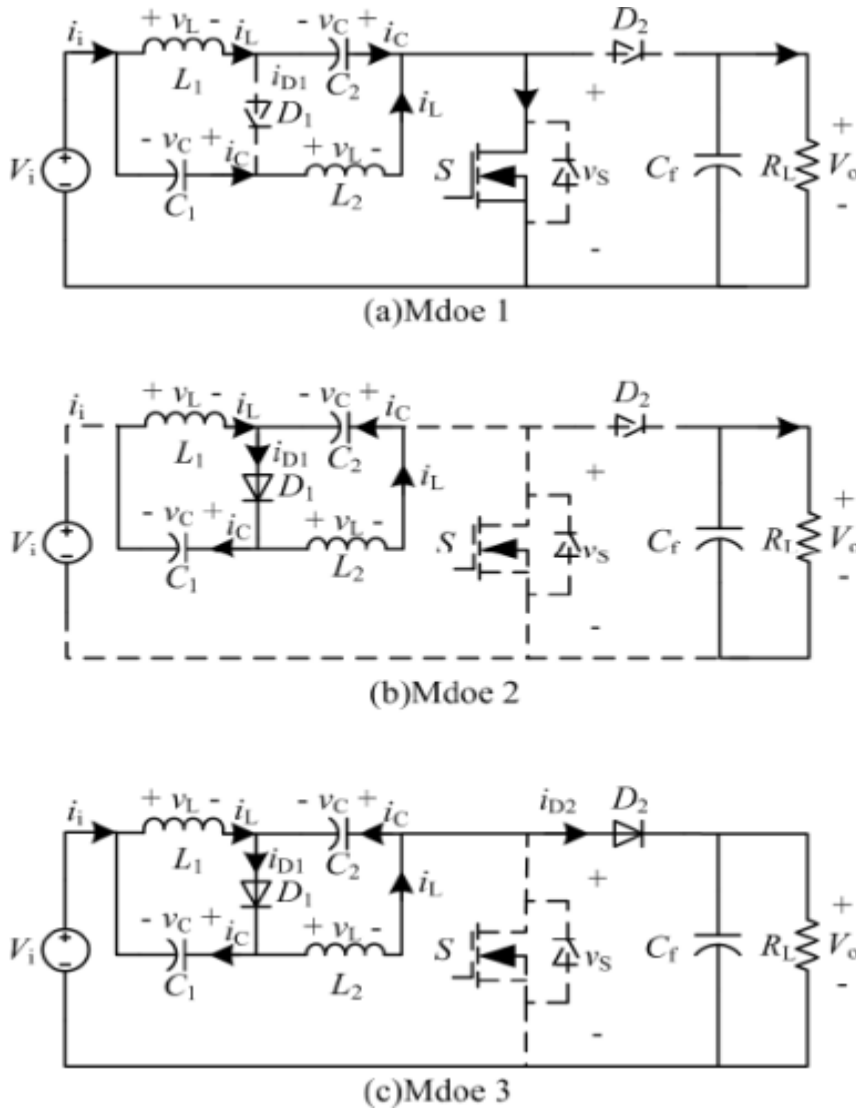 i_i + v_L - i_L - v_C + i_C D_2
L_1 i_D1 C_2 +
D_1 i_L +
- v_C + i_C + v_L - S v_S C_f R_L V_o
V_i C_1 L_2 -
-
(a)Mdoe 1
i_i + v_L - i_L - v_C + i_C D_2
L_1 i_D1 C_2 +
D_1 i_L +
- v_C + i_C + v_L - S v_S C_f R_L V_o
V_i C_1 L_2 -
-
(b)Mdoe 2
i_i + v_L - i_L - v_C + i_C i_D2 D_2
L_1 i_D1 C_2 +
D_1 i_L +
- v_C + i_C + v_L - S v_S C_f R_L V_o
V_i C_1 L_2 -
-
(c)Mdoe 3